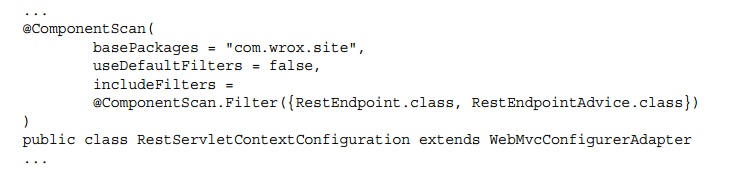 ...
@ComponentScan(
        basePackages = "com.wrox.site",
        useDefaultFilters = false,
        includeFilters =
        @ComponentScan.Filter({RestEndpoint.class, RestEndpointAdvice.class})
)
public class RestServletContextConfiguration extends WebMvcConfigurerAdapter
...